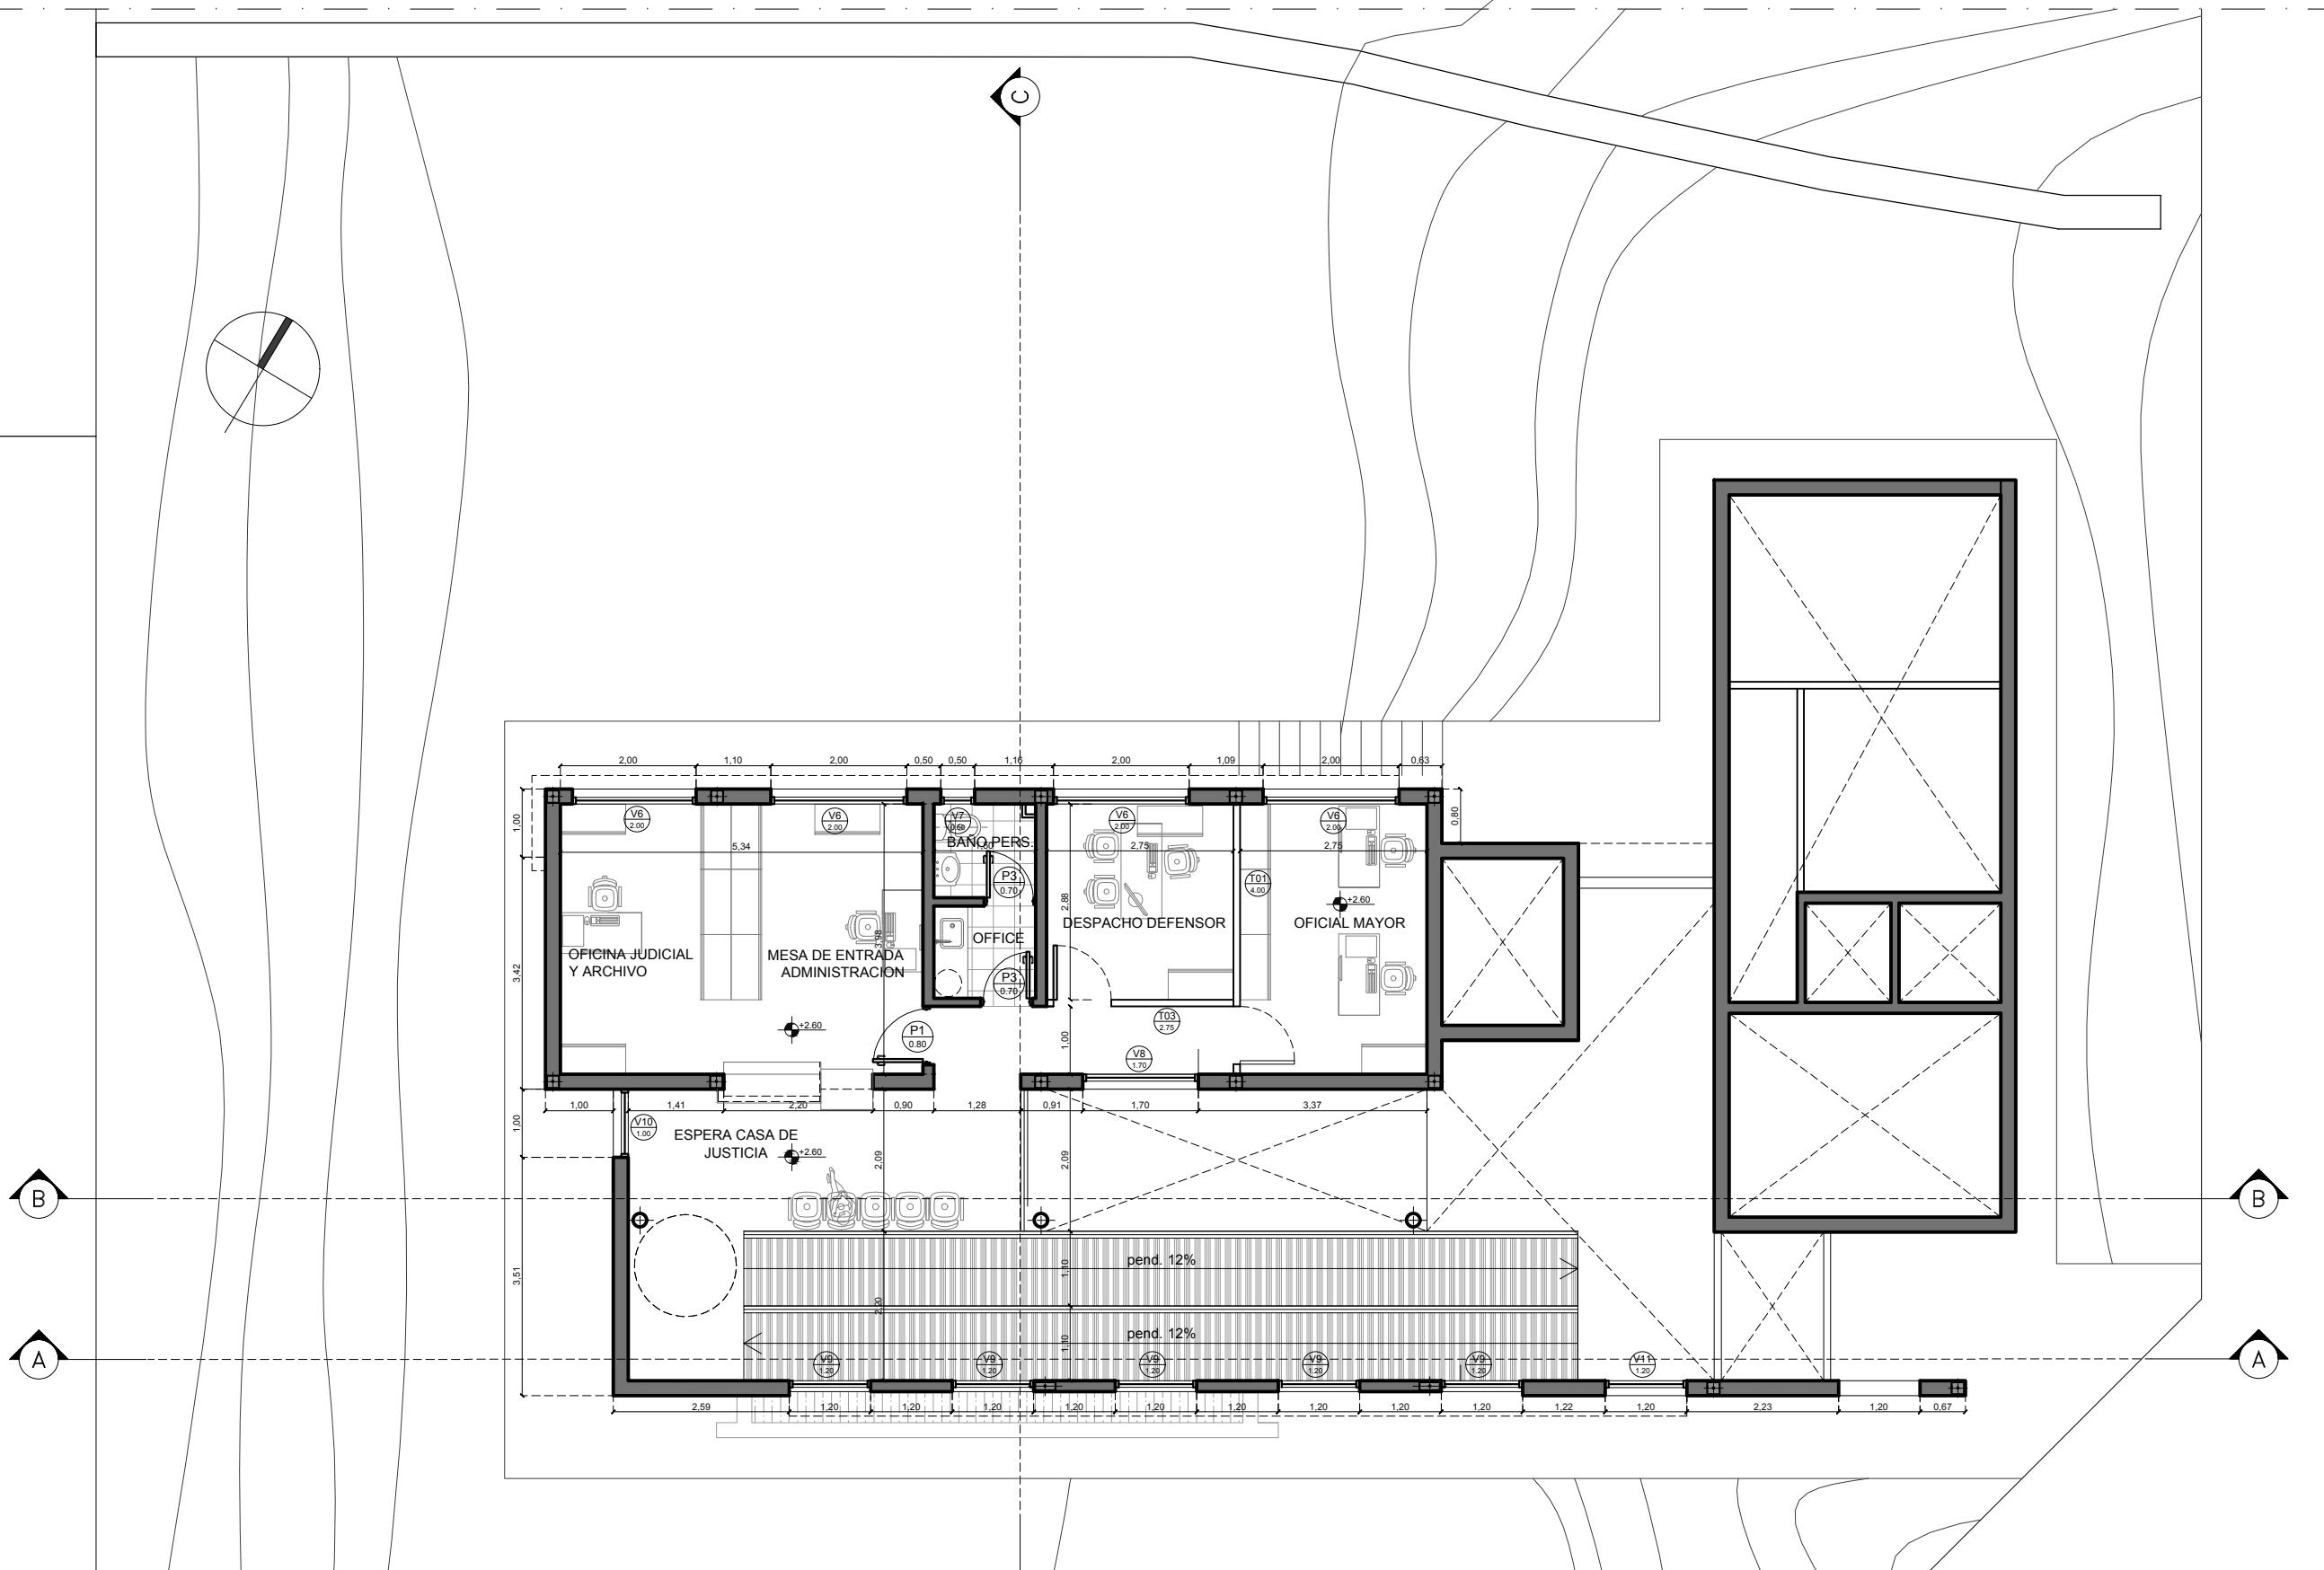 C
2,00 1,10 2,00 0,50 0,50 1,16 2,00 1,09 2,00 0,63
1,00
0,80
V6
2.00
V6
2.00
V7
0.50
V6
2.00
V6
2.00
BAÑO PERS.
5,34
2,75
2,75
P3
0.70
T01
4.00
2,88
+2.60
DESPACHO DEFENSOR
OFICIAL MAYOR
OFFICE
3,98
OFICINA JUDICIAL
Y ARCHIVO
MESA DE ENTRADA
ADMINISTRACION
3,42
P3
0.70
T03
2.75
+2.60
P1
0.80
1,00
V8
1.70
1,00 1,41 2,20 0,90 1,28 0,91 1,70 3,37
1,00
V10
1.00
ESPERA CASA DE
JUSTICIA
+2.60
2,09
2,09
B
B
pend. 12%
1,10
3,51
2,20
pend. 12%
1,10
A
V9
1.20
V9
1.20
V9
1.20
V9
1.20
V9
1.20
V11
1.20
A
2,59 1,20 1,20 1,20 1,20 1,20 1,20 1,20 1,20 1,20 1,22 1,20 2,23 1,20 0,67